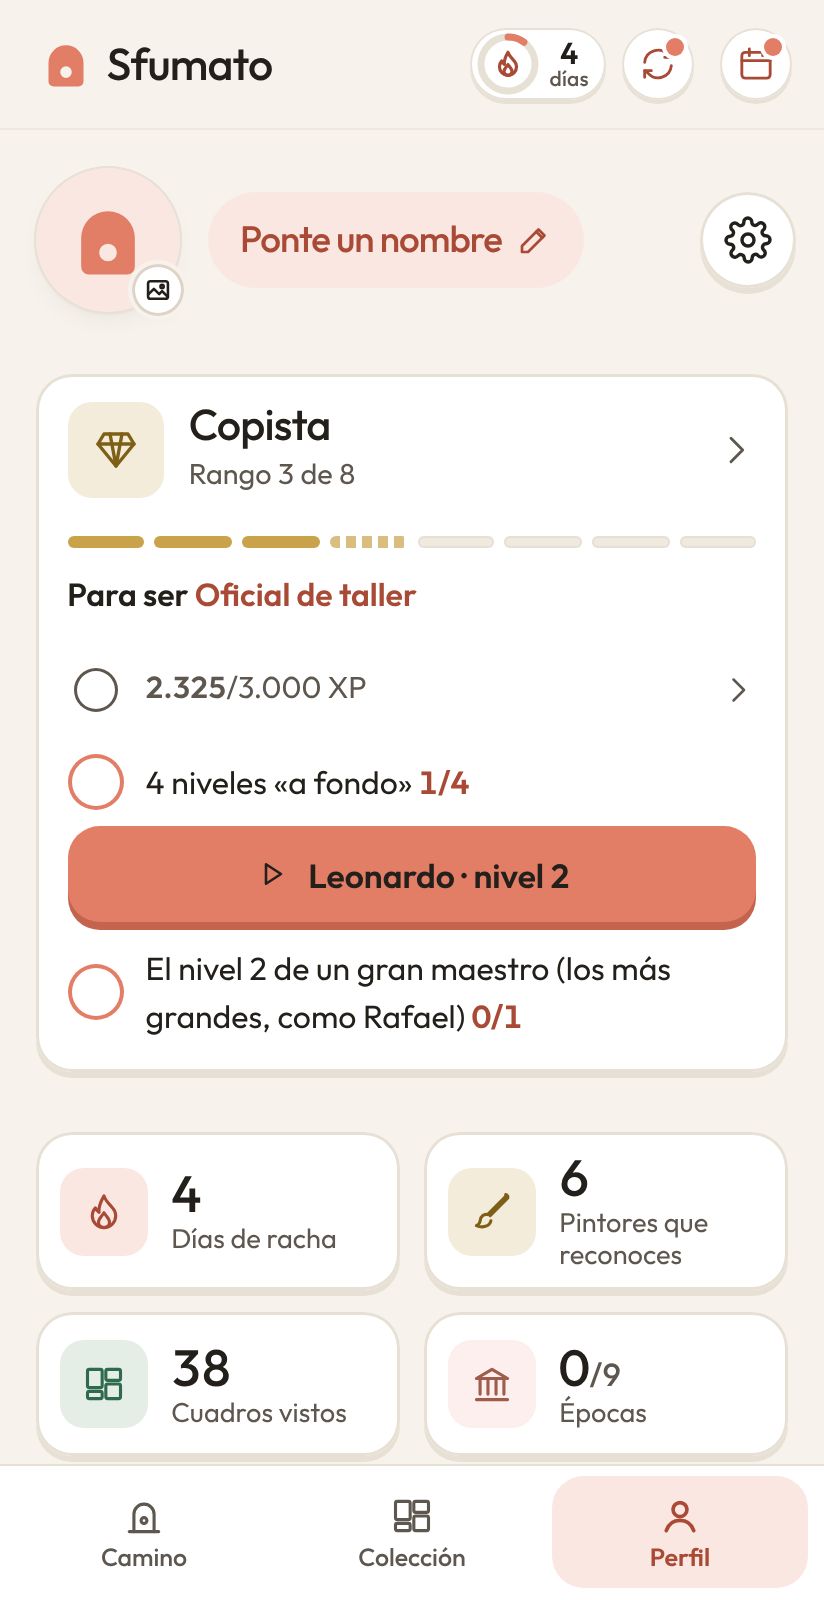 Sfumato
4
días
Ponte un nombre
Copista
Rango 3 de 8
Para ser Oficial de taller
2.325/3.000 XP
4 niveles «a fondo» 1/4
Leonardo · nivel 2
El nivel 2 de un gran maestro (los más
grandes, como Rafael) 0/1
4
Días de racha
6
Pintores que
reconoces
38
Cuadros vistos
0/9
Épocas
Camino
Colección
Perfil